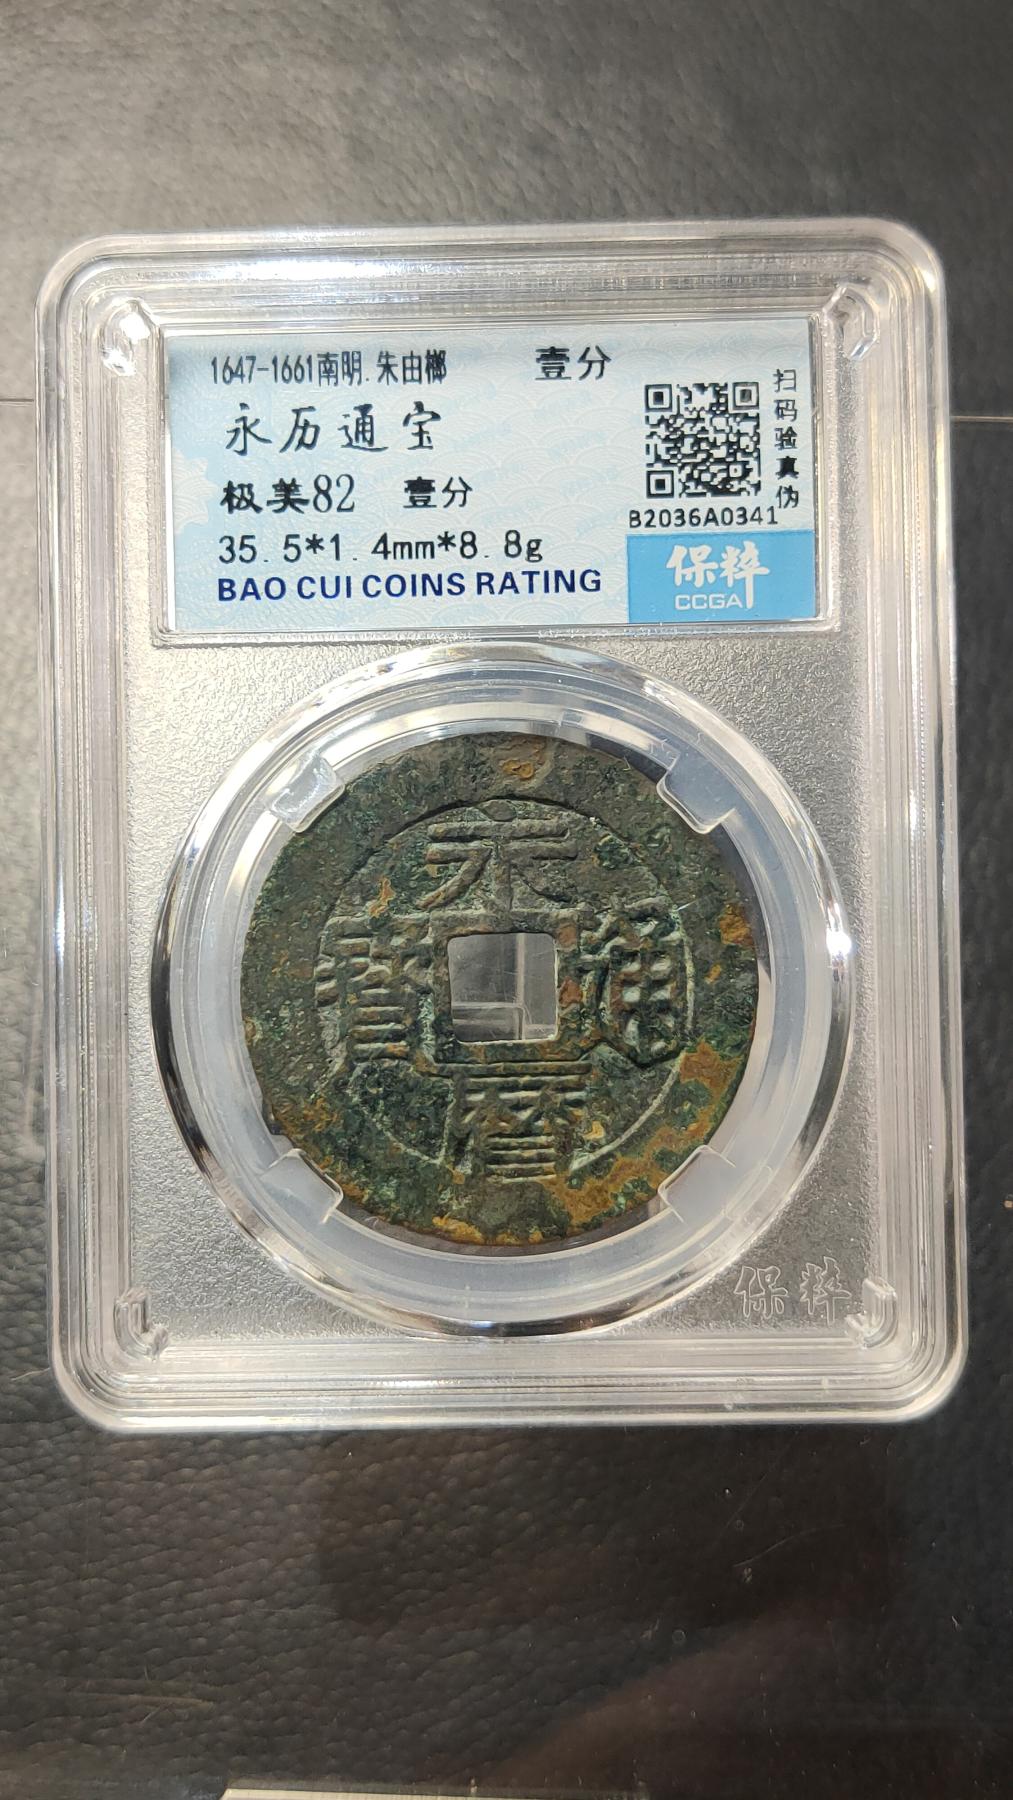 1647-1661南明.朱由榔 壹分
永历通宝
极美82 壹分
35.5*1.4mm*8.8g
BAO CUI COINS RATING
扫码验真伪
B2036A0341
保粹
CCGA
永曆通寶
保粹